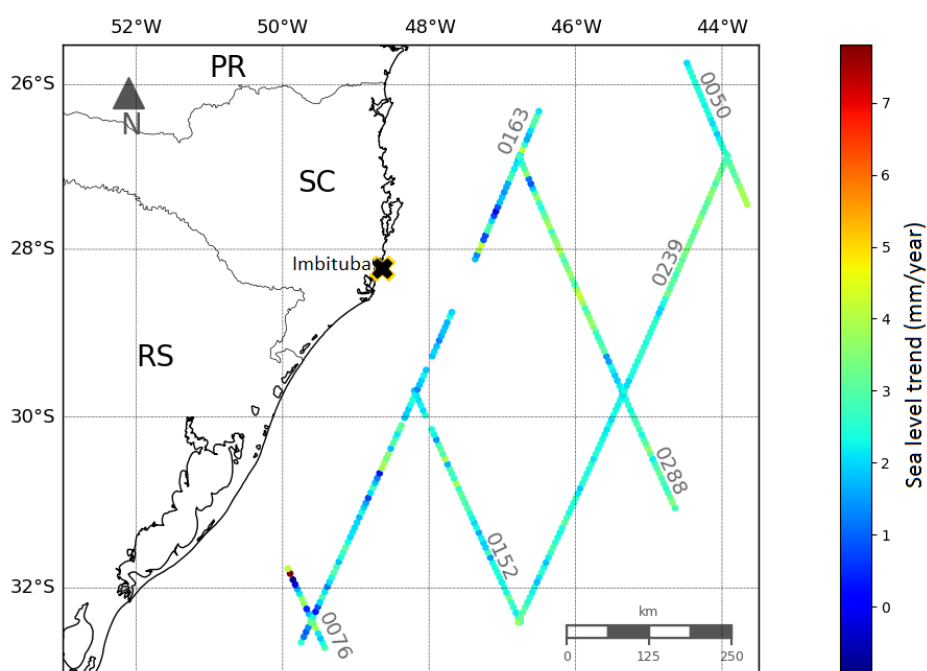 52°W 50°W 48°W 46°W 44°W
26°S
28°S
30°S
32°S
PR
N
SC
Imbituba
RS
0163
0050
0239
0288
0152
0076
km
0 125 250
7
6
5
4
3
2
1
0
Sea level trend (mm/year)